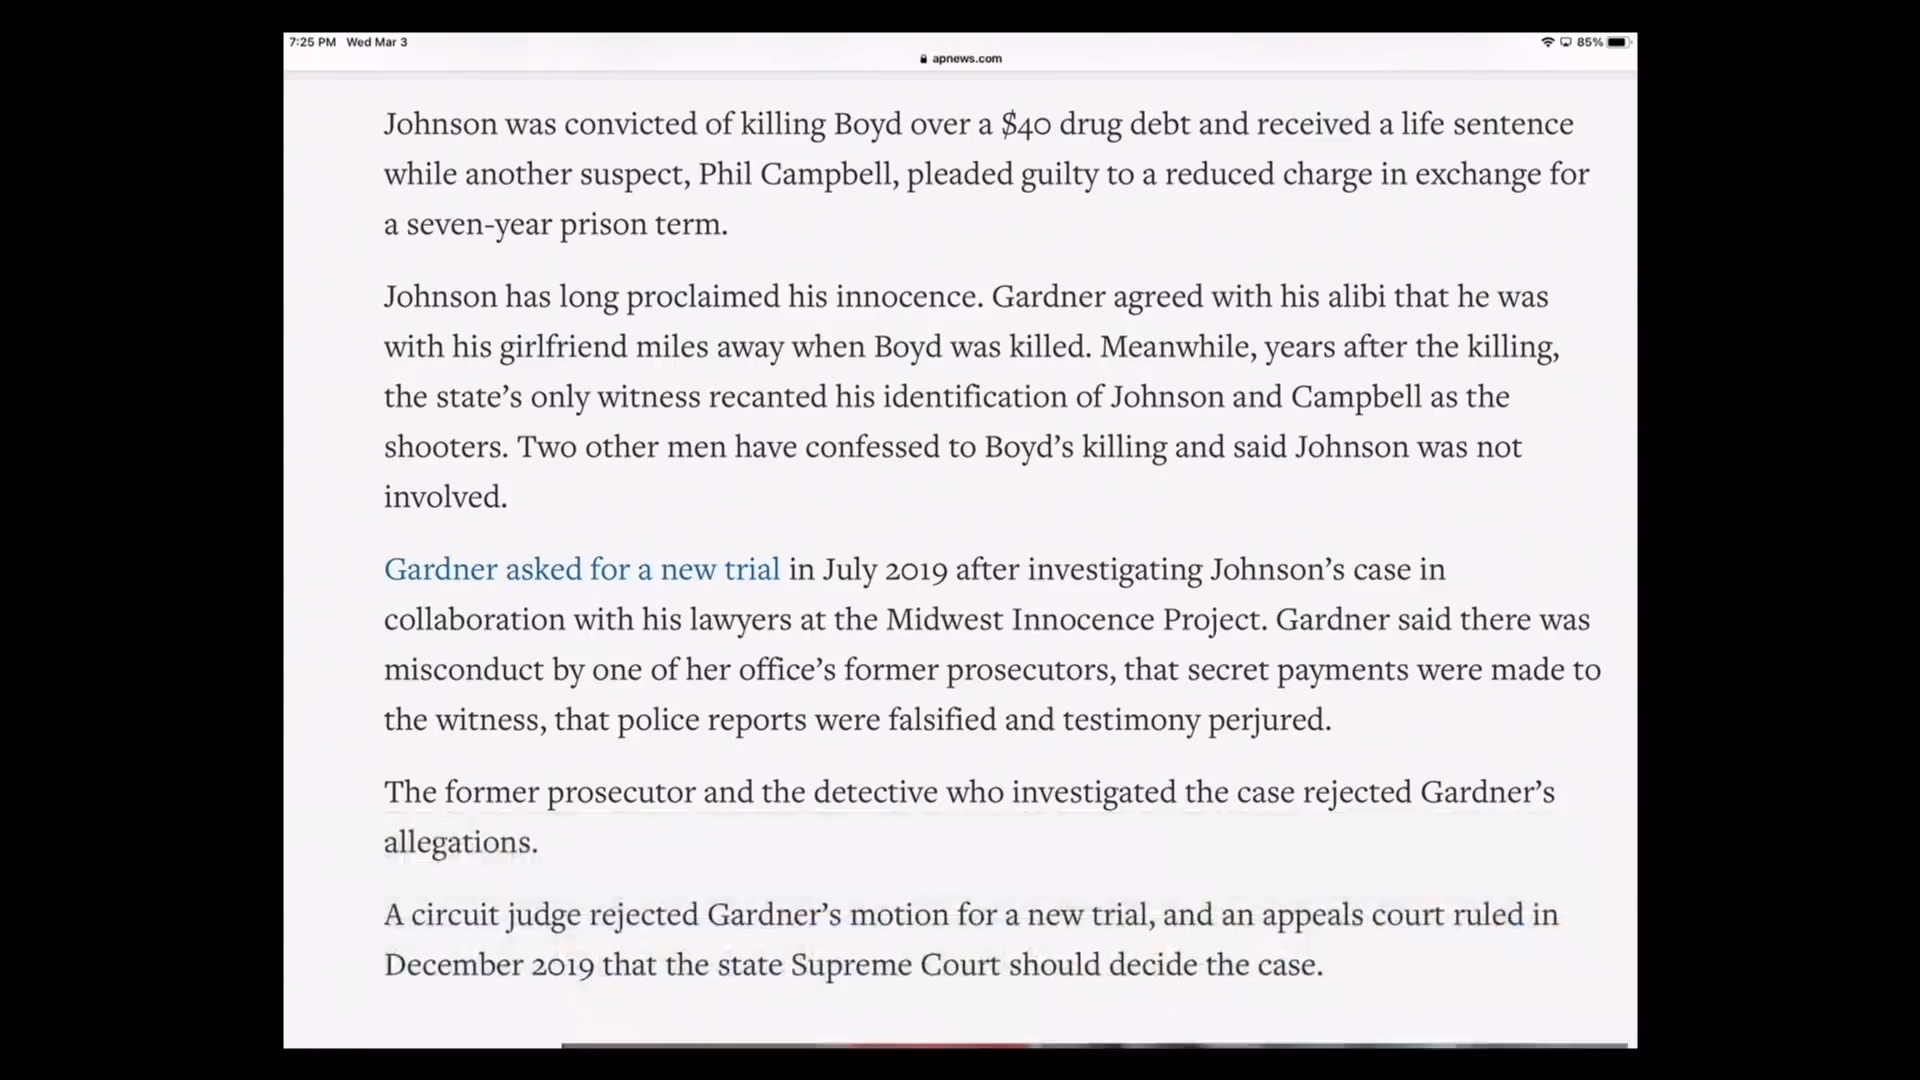 7:25 PM Wed Mar 3
85%
apnews.com
Johnson was convicted of killing Boyd over a $40 drug debt and received a life sentence
while another suspect, Phil Campbell, pleaded guilty to a reduced charge in exchange for
a seven-year prison term.
Johnson has long proclaimed his innocence. Gardner agreed with his alibi that he was
with his girlfriend miles away when Boyd was killed. Meanwhile, years after the killing,
the state’s only witness recanted his identification of Johnson and Campbell as the
shooters. Two other men have confessed to Boyd’s killing and said Johnson was not
involved.
Gardner asked for a new trial in July 2019 after investigating Johnson’s case in
collaboration with his lawyers at the Midwest Innocence Project. Gardner said there was
misconduct by one of her office’s former prosecutors, that secret payments were made to
the witness, that police reports were falsified and testimony perjured.
The former prosecutor and the detective who investigated the case rejected Gardner’s
allegations.
A circuit judge rejected Gardner’s motion for a new trial, and an appeals court ruled in
December 2019 that the state Supreme Court should decide the case.